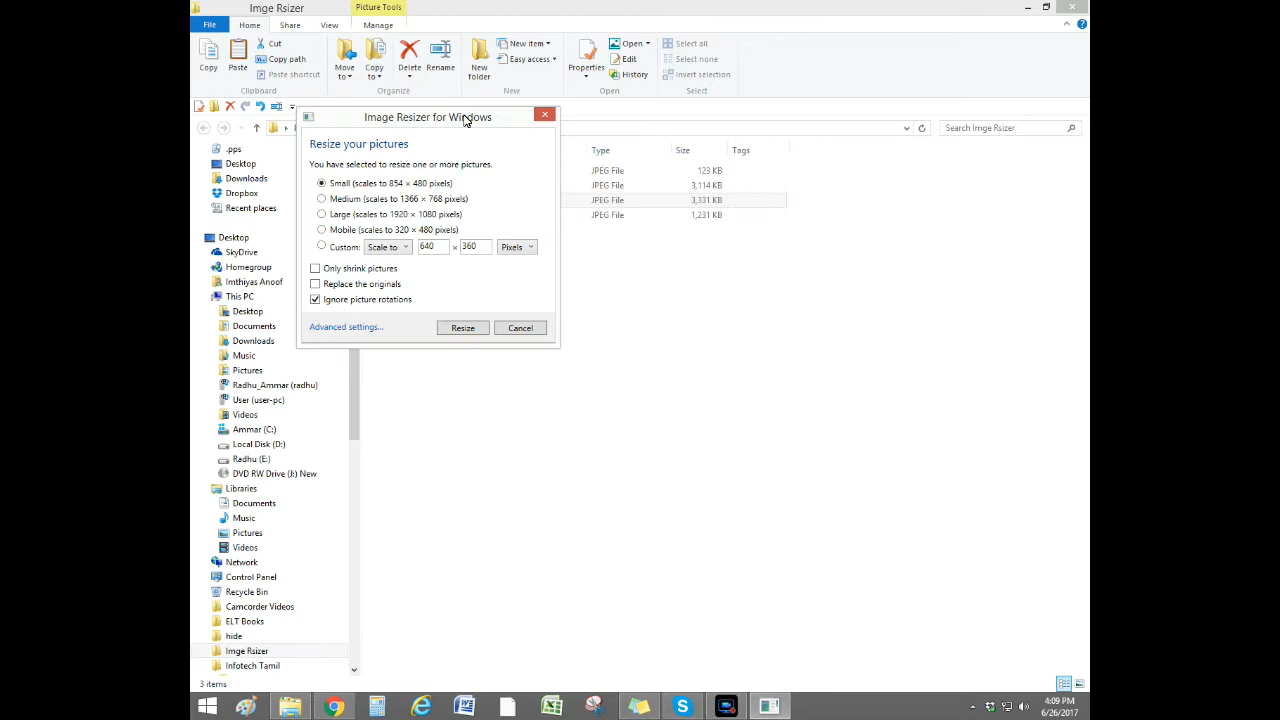 Imge Rsizer
Picture Tools
File
Home
Share
View
Manage
Copy
Paste
Cut
Copy path
Paste shortcut
Clipboard
Move to
Copy to
Delete
Rename
Organize
New folder
New item
Easy access
New
Properties
Open
Edit
History
Open
Select all
Select none
Invert selection
Select
Search Imge Rsizer
.pps
Desktop
Downloads
Dropbox
Recent places
Desktop
SkyDrive
Homegroup
Imthiyas Anoof
This PC
Desktop
Documents
Downloads
Music
Pictures
Radhu_Ammar (radhu)
User (user-pc)
Videos
Ammar (C:)
Local Disk (D:)
Radhu (E:)
DVD RW Drive (J:) New
Libraries
Documents
Music
Pictures
Videos
Network
Control Panel
Recycle Bin
Camcorder Videos
ELT Books
hide
Imge Rsizer
Infotech Tamil
Image Resizer for Windows
Resize your pictures
You have selected to resize one or more pictures.
Small (scales to 854 × 480 pixels)
Medium (scales to 1366 × 768 pixels)
Large (scales to 1920 × 1080 pixels)
Mobile (scales to 320 × 480 pixels)
Custom: Scale to 640 × 360 Pixels
Only shrink pictures
Replace the originals
Ignore picture rotations
Advanced settings...
Resize
Cancel
Type Size Tags
JPEG File 123 KB
JPEG File 3,114 KB
JPEG File 3,331 KB
JPEG File 1,231 KB
3 items
4:09 PM
6/26/2017